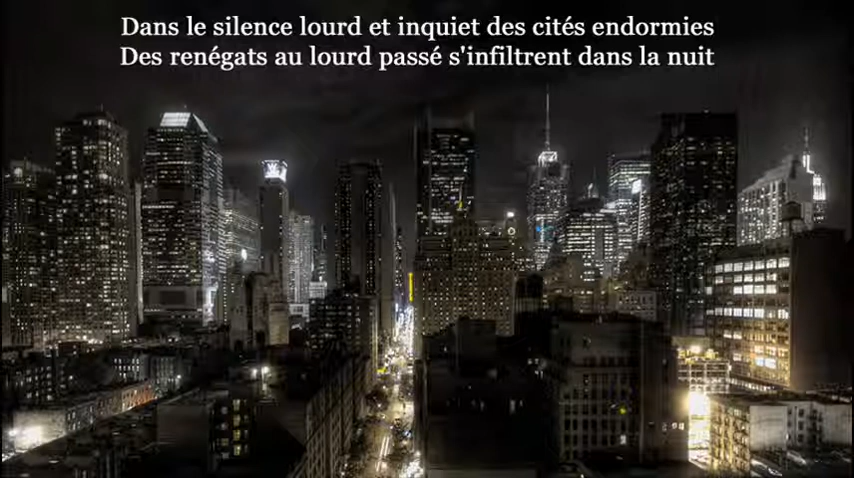 Dans le silence lourd et inquiet des cités endormies
Des renégats au lourd passé s'infiltrent dans la nuit